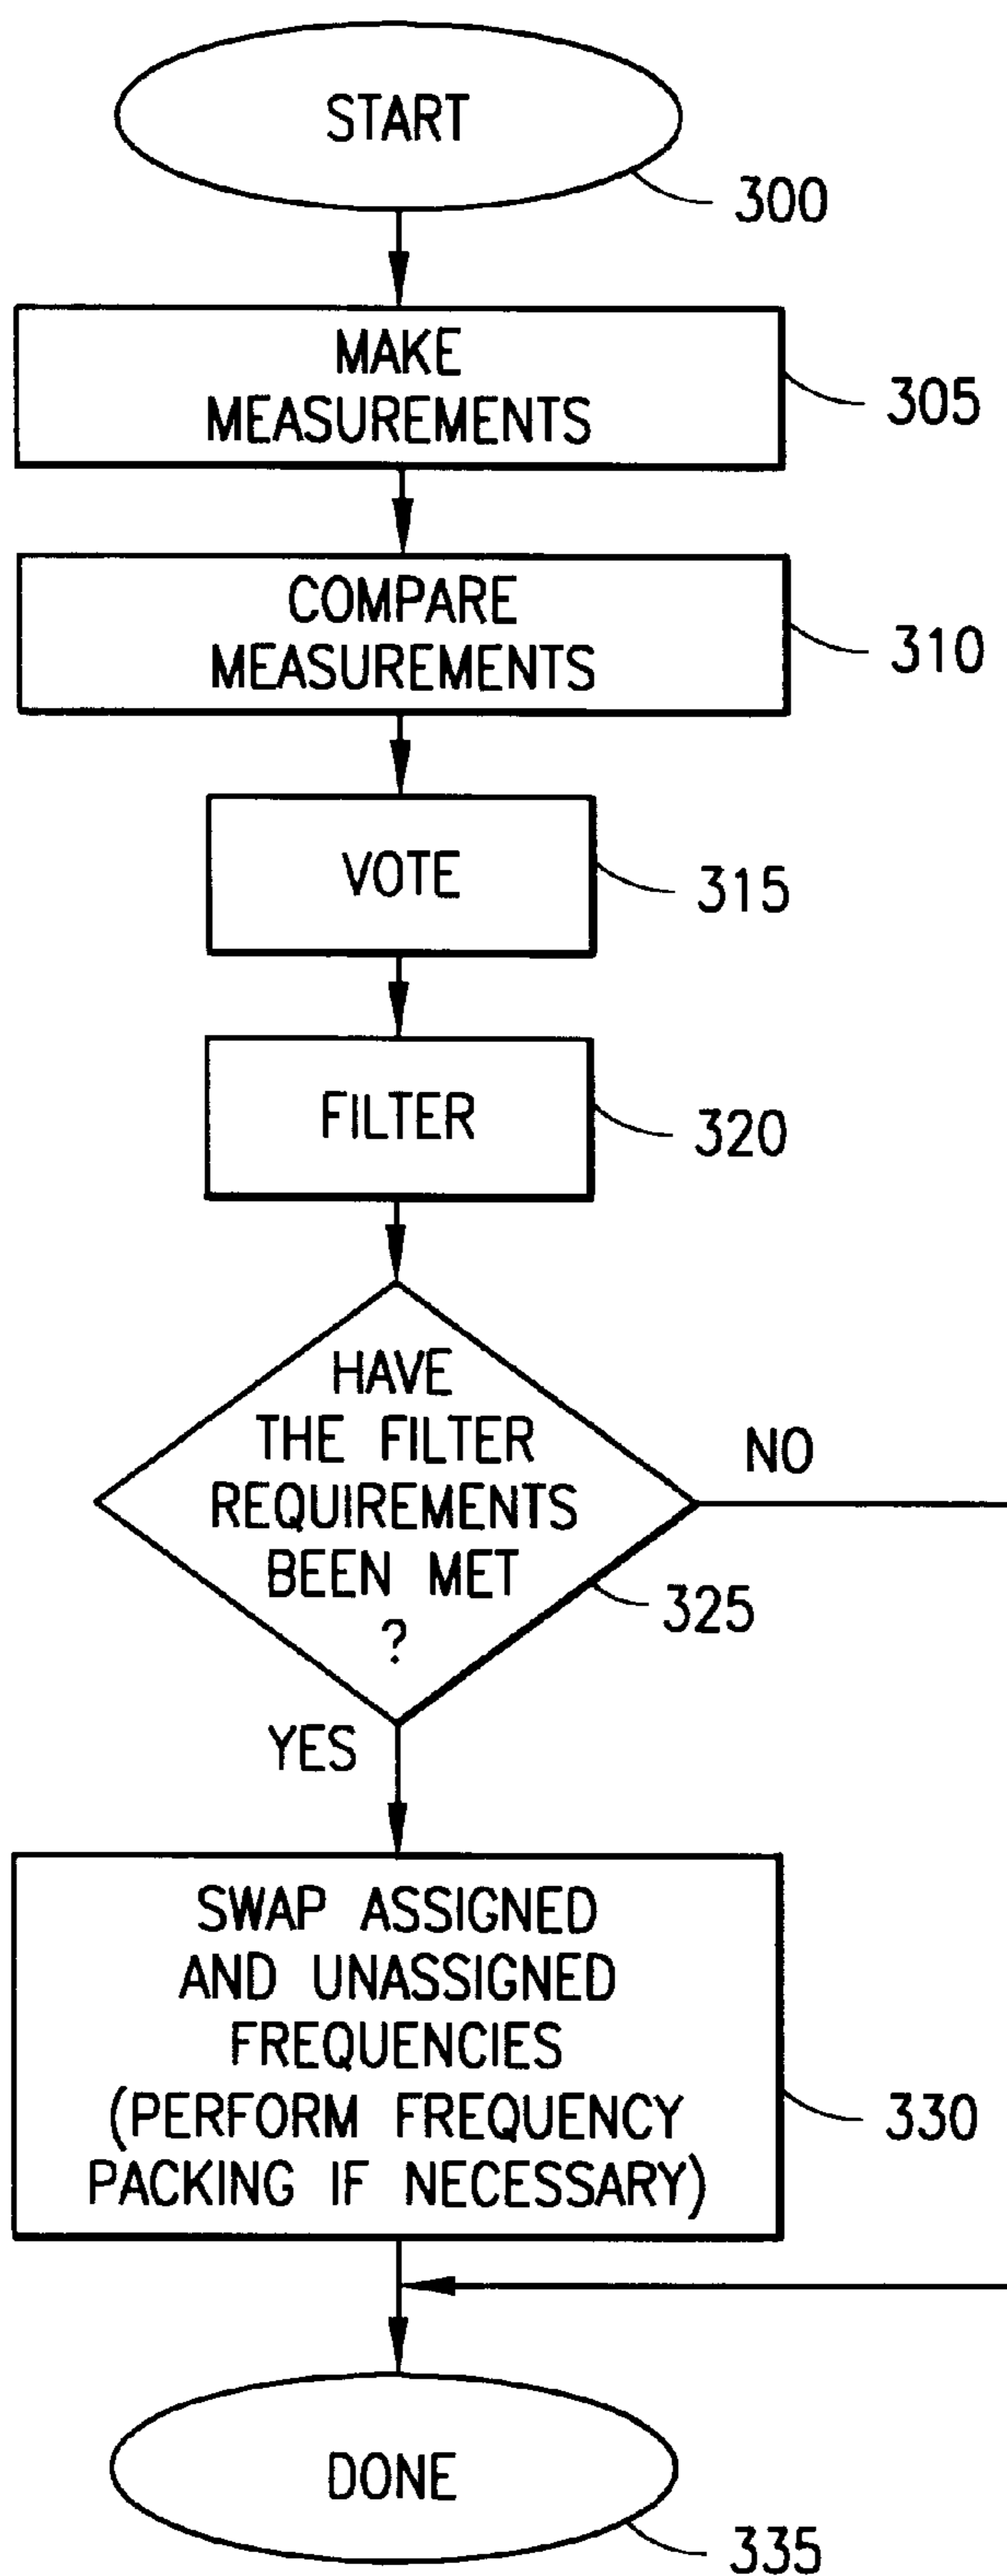 START
300
MAKE
MEASUREMENTS
305
COMPARE
MEASUREMENTS
310
VOTE
315
FILTER
320
HAVE
THE FILTER
REQUIREMENTS
BEEN MET
?
325
NO
YES
SWAP ASSIGNED
AND UNASSIGNED
FREQUENCIES
(PERFORM FREQUENCY
PACKING IF NECESSARY)
330
DONE
335